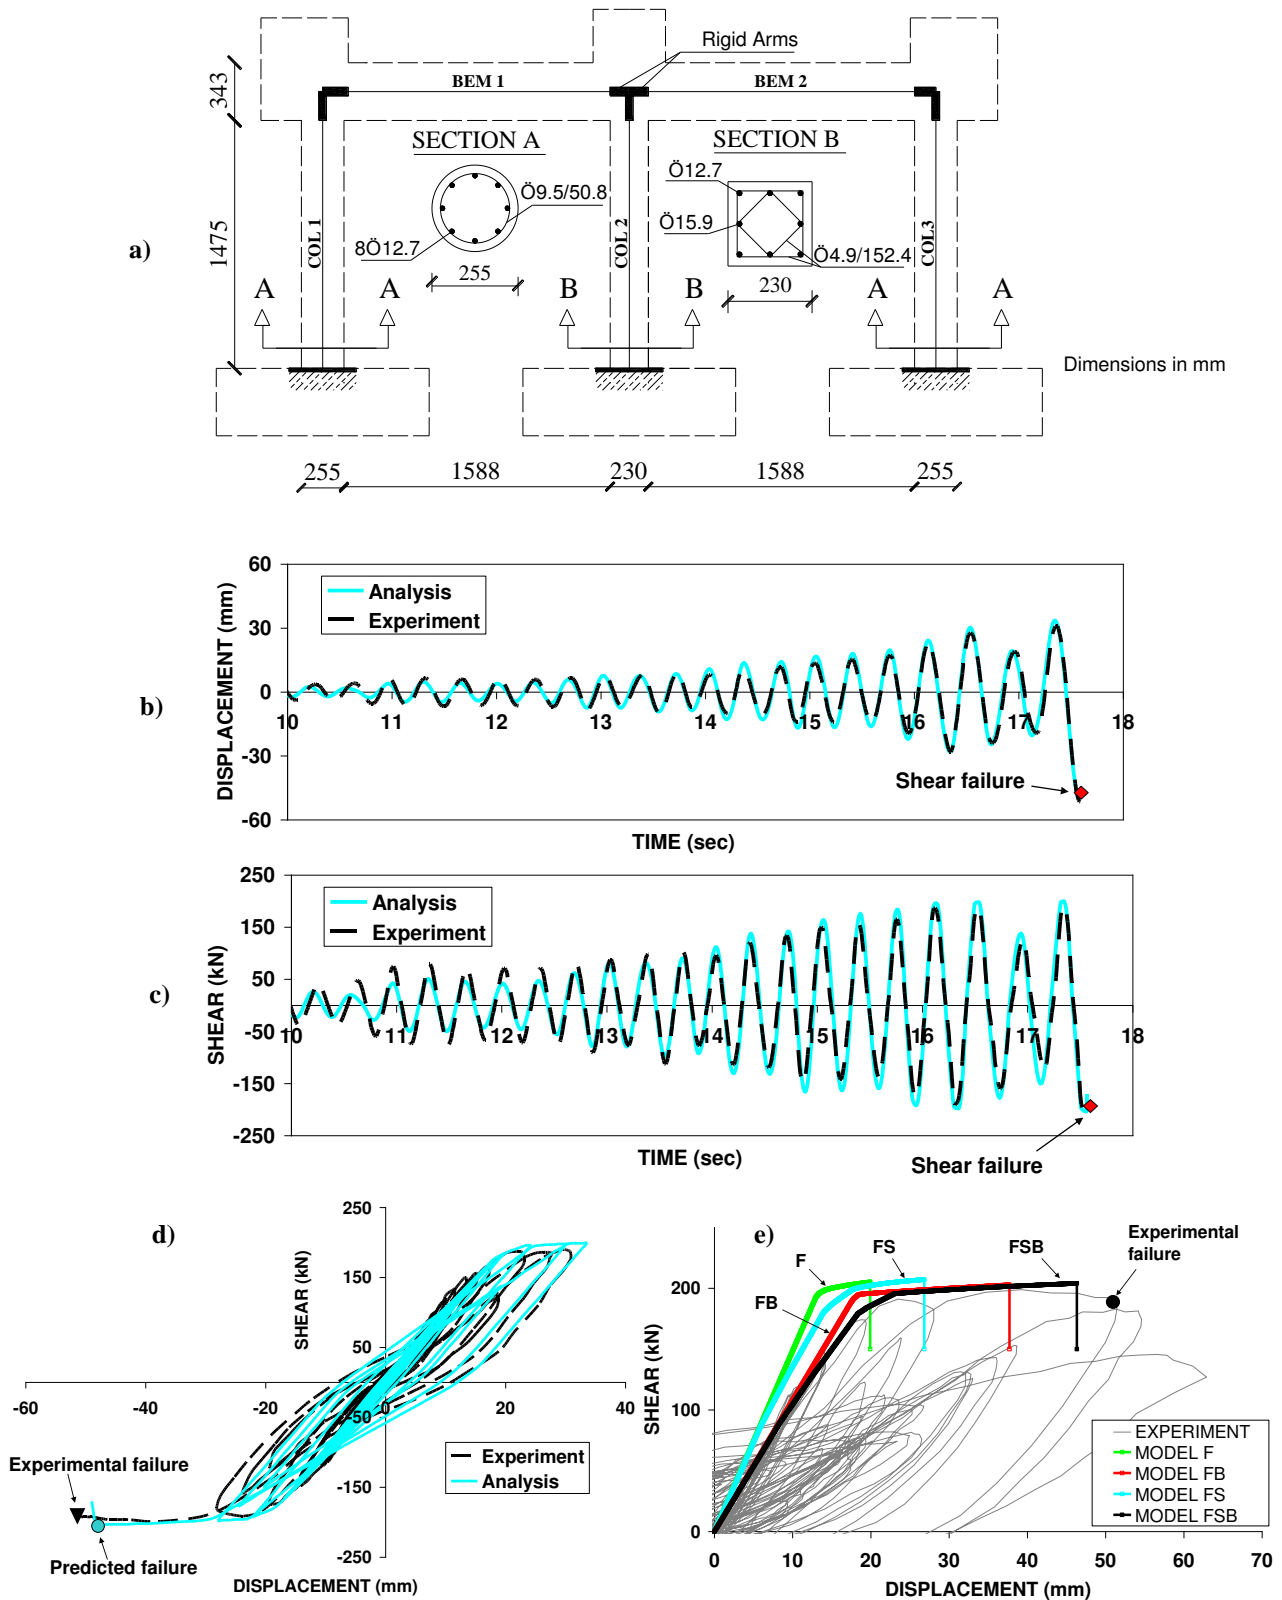 Rigid Arms
BEM 1
BEM 2
343
SECTION A
SECTION B
Ö12.7
Ö9.5/50.8
Ö15.9
1475
COL 1
COL 2
COL3
a)
8Ö12.7
Ö4.9/152.4
255
230
A
A
B
B
A
A
Dimensions in mm
255
1588
230
1588
255
b)
DISPLACEMENT (mm)
60
30
0
-30
-60
Analysis
Experiment
10
11
12
13
14
15
16
17
18
Shear failure
TIME (sec)
c)
SHEAR (kN)
250
150
50
-50
-150
-250
Analysis
Experiment
10
11
12
13
14
15
16
17
18
TIME (sec)
Shear failure
d)
SHEAR (kN)
250
150
50
-50
-150
-250
-60
-40
-20
0
20
40
Experiment
Analysis
Experimental failure
Predicted failure
DISPLACEMENT (mm)
e)
Experimental
failure
F
FS
FSB
FB
SHEAR (kN)
200
100
0
EXPERIMENT
MODEL F
MODEL FB
MODEL FS
MODEL FSB
0
10
20
30
40
50
60
70
DISPLACEMENT (mm)